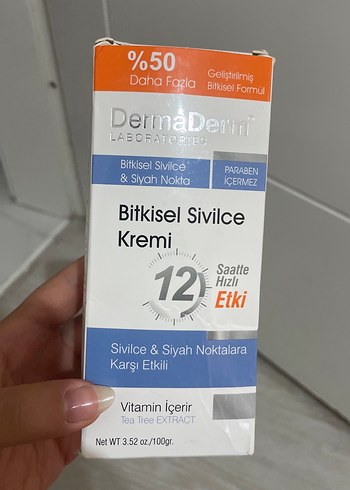 %50
Daha Fazla
Geliştirilmiş
Bitkisel Formül
DermaDerm
LABORATORIES
Bitkisel Sivilce
& Siyah Nokta
PARABEN
İÇERMEZ
Bitkisel Sivilce
Kremi
12
Saatte
Hızlı
Etki
Sivilce & Siyah Noktalara
Karşı Etkili
Vitamin İçerir
Tea Tree EXTRACT
Net WT 3.52 oz./100gr.